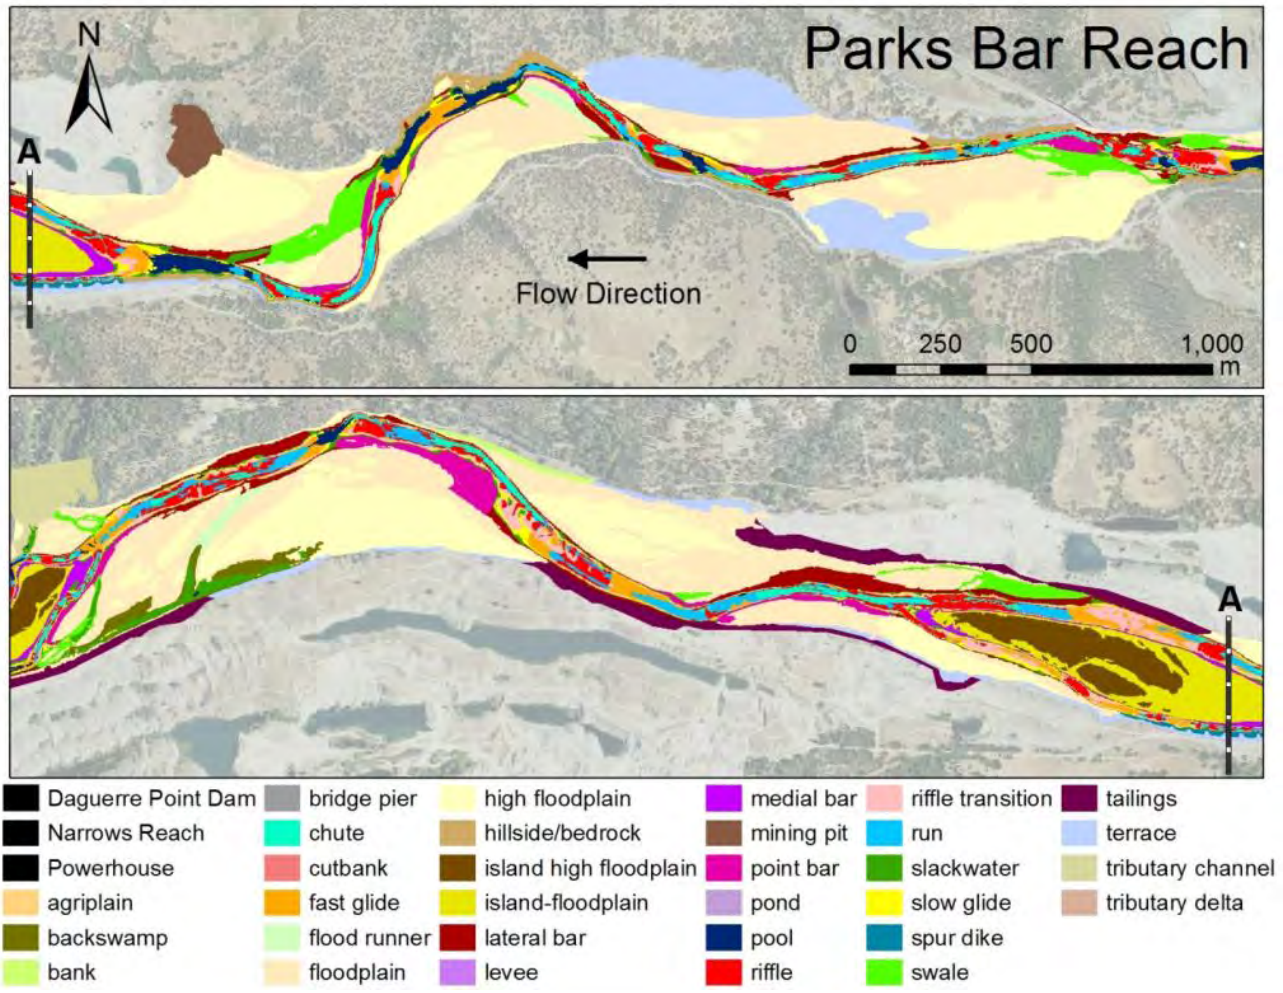 Parks Bar Reach
N
A
Flow Direction
0 250 500 1,000
m
A
Daguerre Point Dam bridge pier high floodplain medial bar riffle transition tailings
Narrows Reach chute hillside/bedrock mining pit run terrace
Powerhouse cutbank island high floodplain point bar slackwater tributary channel
agriplain fast glide island-floodplain pond slow glide tributary delta
backswamp flood runner lateral bar pool spur dike
bank floodplain levee riffle swale